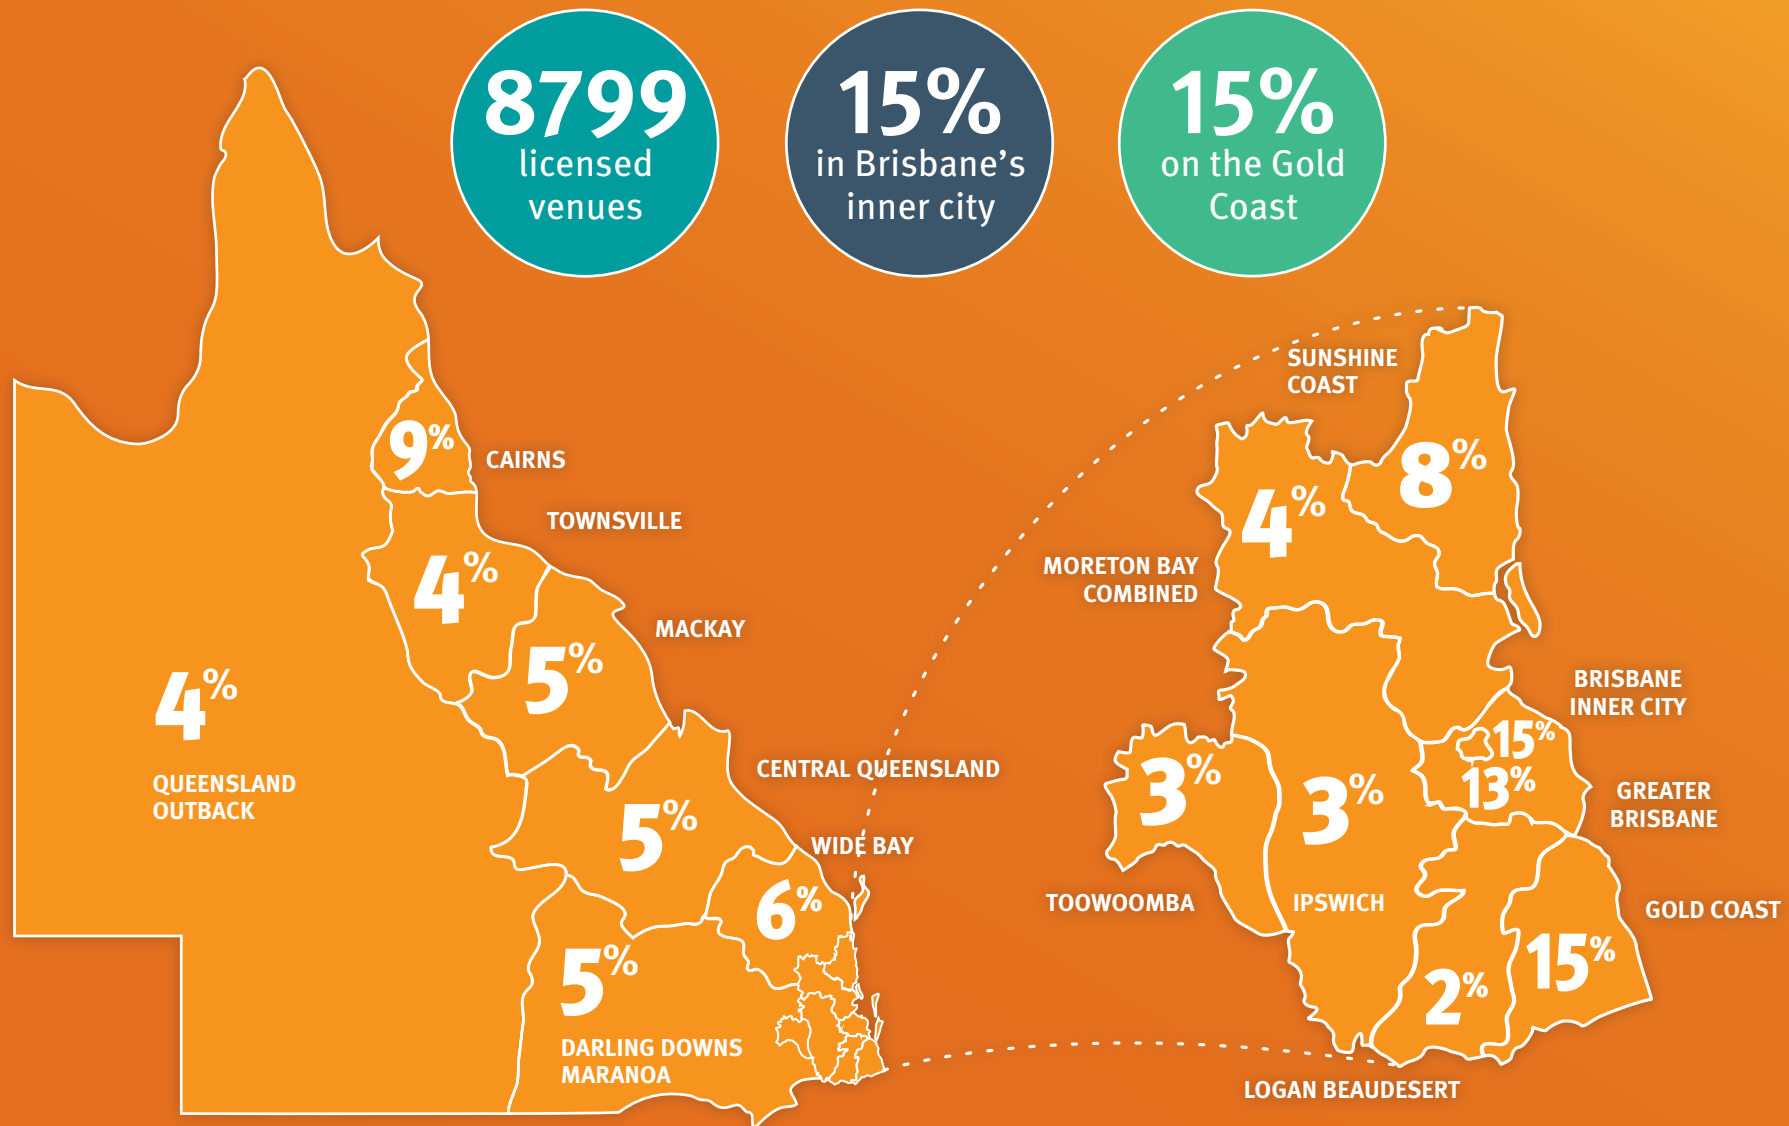 8799
licensed
venues
15%
in Brisbane's
inner city
15%
on the Gold
Coast
9%
CAIRNS
TOWNSVILLE
4%
MACKAY
5%
4%
QUEENSLAND
OUTBACK
CENTRAL QUEENSLAND
5%
WIDE BAY
6%
5%
DARLING DOWNS
MARANOA
SUNSHINE
COAST
8%
4%
MORETON BAY
COMBINED
BRISBANE
INNER CITY
15%
13%
GREATER
BRISBANE
3%
TOOWOOMBA
3%
IPSWICH
GOLD COAST
15%
2%
LOGAN BEAUDESERT